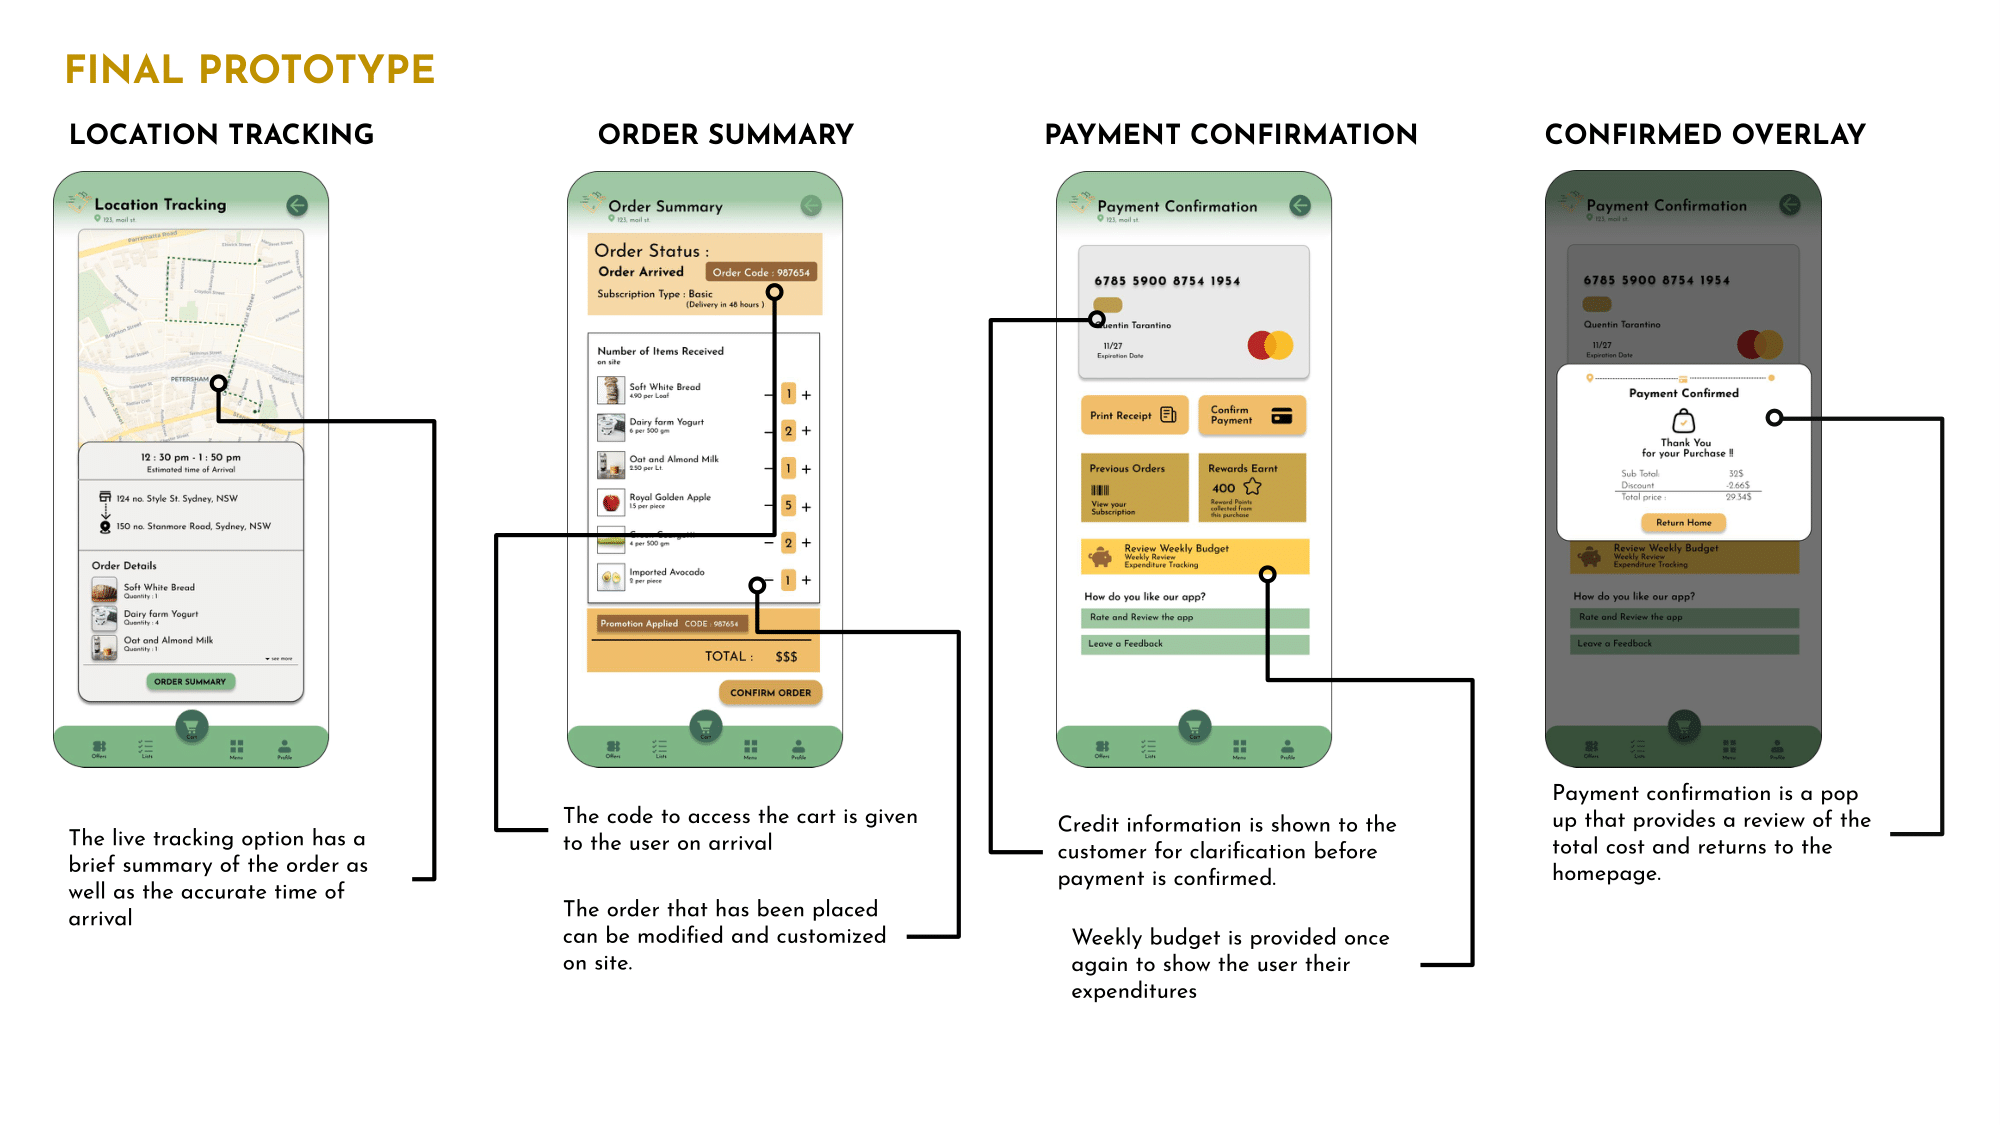 FINAL PROTOTYPE
LOCATION TRACKING
Location Tracking
123, mail st.
Parramatta Road
Crystal Street
Brighton Street
Gordon Street
PETERSHAM
12 : 30 pm - 1 : 50 pm
Estimated time of Arrival
124 no. Style St. Sydney, NSW
150 no. Stanmore Road, Sydney, NSW
Order Details
Soft White Bread
Quantity : 1
Dairy farm Yogurt
Quantity : 4
Oat and Almond Milk
Quantity : 1
see more
ORDER SUMMARY
Offers
Lists
Cart
Menu
Profile
The live tracking option has a
brief summary of the order as
well as the accurate time of
arrival
ORDER SUMMARY
Order Summary
123, mail st.
Order Status :
Order Arrived
Order Code : 987654
Subscription Type : Basic
(Delivery in 48 hours )
Number of Items Received
on site
Soft White Bread
4.90 per Loaf
– 1 +
Dairy farm Yogurt
6 per 500 gm
– 2 +
Oat and Almond Milk
2.50 per Lt.
– 1 +
Royal Golden Apple
1.5 per piece
5 +
4 per 500 gm
– 2 +
Imported Avocado
2 per piece
– 1 +
Promotion Applied CODE : 987654
TOTAL : $$$
CONFIRM ORDER
Offers
Lists
Cart
Menu
Profile
The code to access the cart is given
to the user on arrival
The order that has been placed
can be modified and customized
on site.
PAYMENT CONFIRMATION
Payment Confirmation
123, mail st.
6785 5900 8754 1954
Quentin Tarantino
11/27
Expiration Date
Print Receipt
Confirm
Payment
Previous Orders
View your
Subscription
Rewards Earnt
400
Reward Points
collected from
this purchase
Review Weekly Budget
Weekly Review
Expenditure Tracking
How do you like our app?
Rate and Review the app
Leave a Feedback
Offers
Lists
Cart
Menu
Profile
Credit information is shown to the
customer for clarification before
payment is confirmed.
Weekly budget is provided once
again to show the user their
expenditures
CONFIRMED OVERLAY
Payment Confirmation
123, mail st.
6785 5900 8754 1954
Quentin Tarantino
11/27
Expiration Date
Payment Confirmed
Thank You
for your Purchase !!
Sub Total: 32$
Discount -2.66$
Total price : 29.34$
Return Home
Review Weekly Budget
Weekly Review
Expenditure Tracking
How do you like our app?
Rate and Review the app
Leave a Feedback
Offers
Lists
Cart
Menu
Profile
Payment confirmation is a pop
up that provides a review of the
total cost and returns to the
homepage.